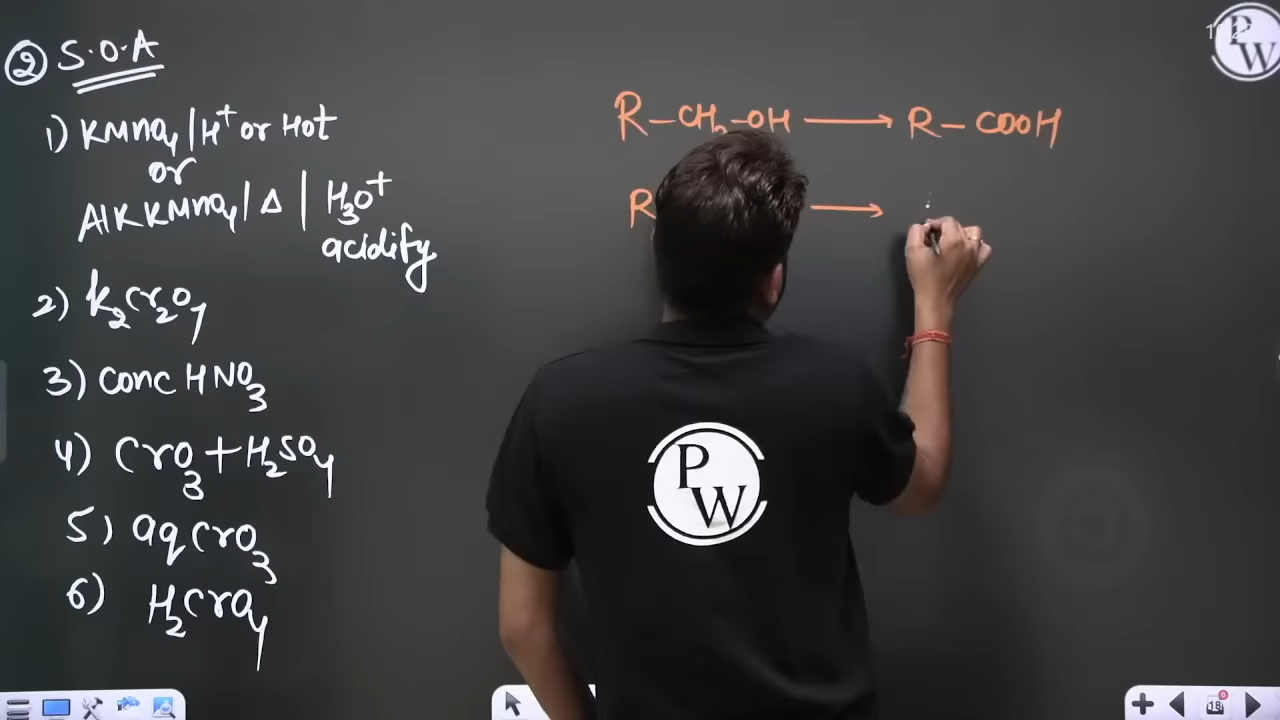 ② S.O.A
1) KMnO4/H+ or Hot
or
Alk KMnO4/Δ | H3O+
acidify
2) K2Cr2O7
3) Conc HNO3
4) CrO3+H2SO4
5) aq CrO3
6) H2CrO4
R-CH2-OH → R-COOH
R →
PW
PW
18